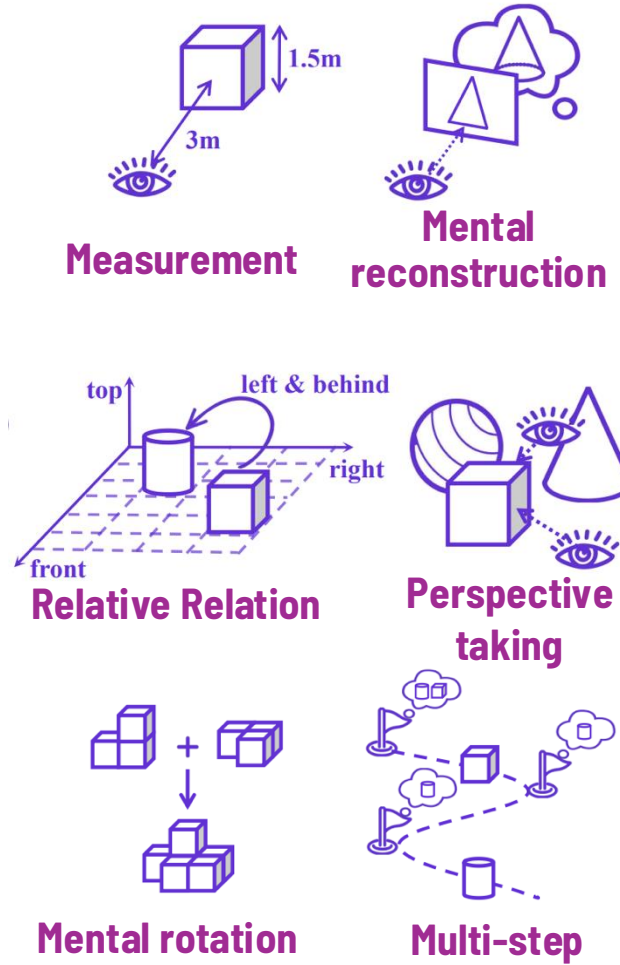 1.5m
3m
Measurement
Mental
reconstruction
top
left & behind
right
front
Relative Relation
Perspective
taking
+
Mental rotation
Multi-step